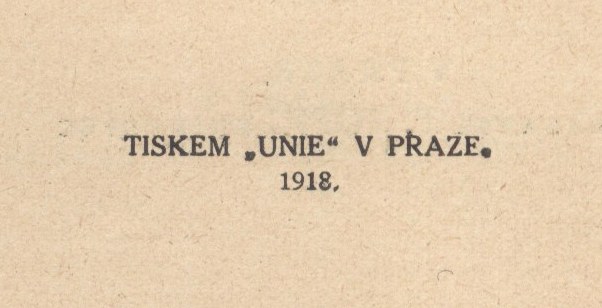 TISKEM „UNIE“ V PRAZE.
1918.